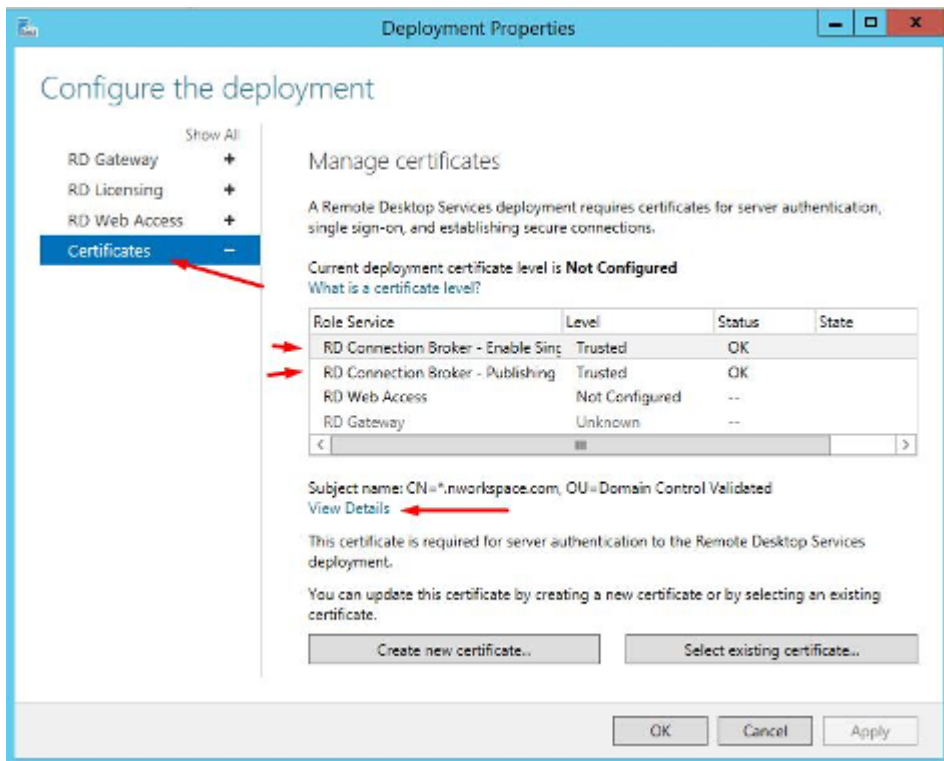 Deployment Properties
Configure the deployment
Show All
RD Gateway +
RD Licensing +
RD Web Access +
Certificates –
Manage certificates
A Remote Desktop Services deployment requires certificates for server authentication,
single sign-on, and establishing secure connections.
Current deployment certificate level is Not Configured
What is a certificate level?
Role Service Level Status State
RD Connection Broker - Enable Sing Trusted OK
RD Connection Broker - Publishing Trusted OK
RD Web Access Not Configured --
RD Gateway Unknown --
Subject name: CN=*.nworkspace.com, OU=Domain Control Validated
View Details
This certificate is required for server authentication to the Remote Desktop Services
deployment.
You can update this certificate by creating a new certificate or by selecting an existing
certificate.
Create new certificate... Select existing certificate...
OK Cancel Apply